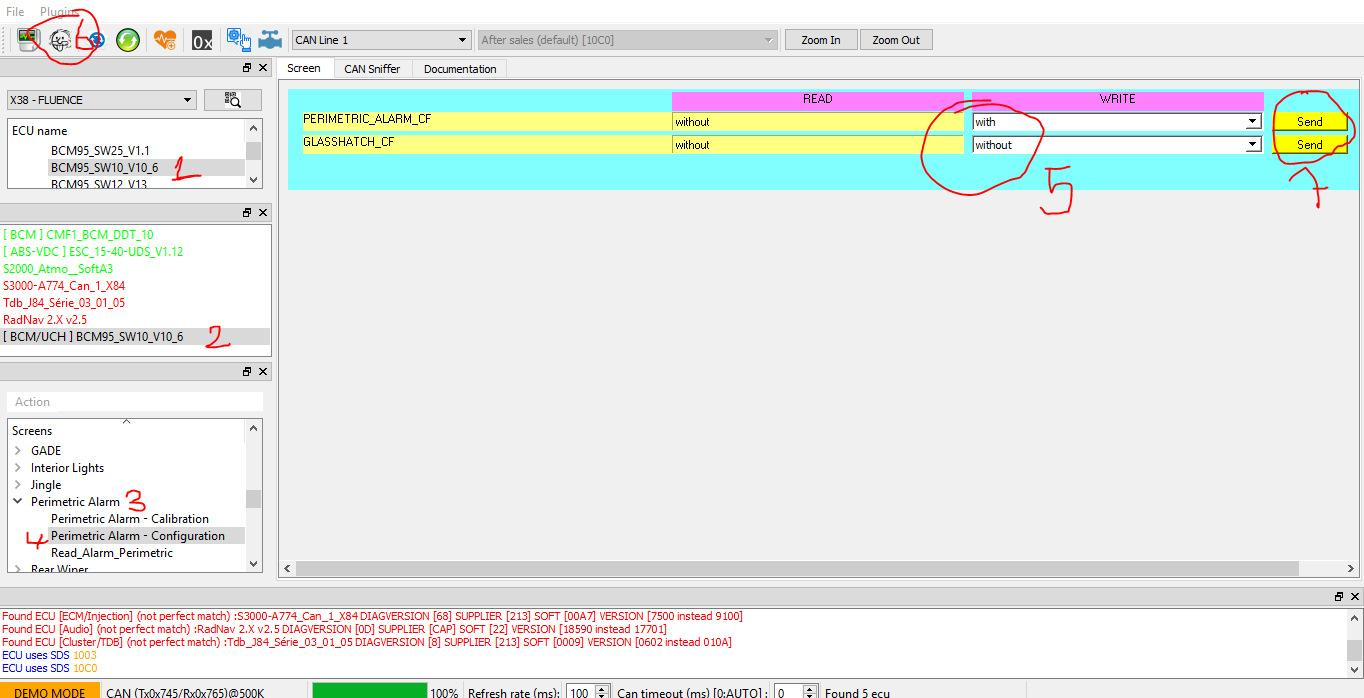 File Plugins
6
0x
CAN Line 1
After sales (default) [10C0]
Zoom In
Zoom Out
Screen
CAN Sniffer
Documentation
X38 - FLUENCE
ECU name
BCM95_SW25_V1.1
BCM95_SW10_V10_6
1
BCM95_SW12_V13
READ
WRITE
PERIMETRIC_ALARM_CF
without
with
Send
GLASSHATCH_CF
without
without
Send
5
7
[ BCM ] CMF1_BCM_DDT_10
[ ABS-VDC ] ESC_15-40-UDS_V1.12
S2000_Atmo__SoftA3
S3000-A774_Can_1_X84
Tdb_J84_Série_03_01_05
RadNav 2.X v2.5
[ BCM/UCH ] BCM95_SW10_V10_6
2
Action
Screens
GADE
Interior Lights
Jingle
Perimetric Alarm
3
Perimetric Alarm - Calibration
4
Perimetric Alarm - Configuration
Read_Alarm_Perimetric
Rear Wiper
Found ECU [ECM/Injection] (not perfect match) :S3000-A774_Can_1_X84 DIAGVERSION [68] SUPPLIER [213] SOFT [00A7] VERSION [7500 instead 9100]
Found ECU [Audio] (not perfect match) :RadNav 2.X v2.5 DIAGVERSION [0D] SUPPLIER [CAP] SOFT [22] VERSION [18590 instead 17701]
Found ECU [Cluster/TDB] (not perfect match) :Tdb_J84_Série_03_01_05 DIAGVERSION [8] SUPPLIER [213] SOFT [0009] VERSION [0602 instead 010A]
ECU uses SDS 1003
ECU uses SDS 10C0
DEMO MODE
CAN (Tx0x745/Rx0x765)@500K
100%
Refresh rate (ms): 100
Can timeout (ms) [0:AUTO] : 0
Found 5 ecu